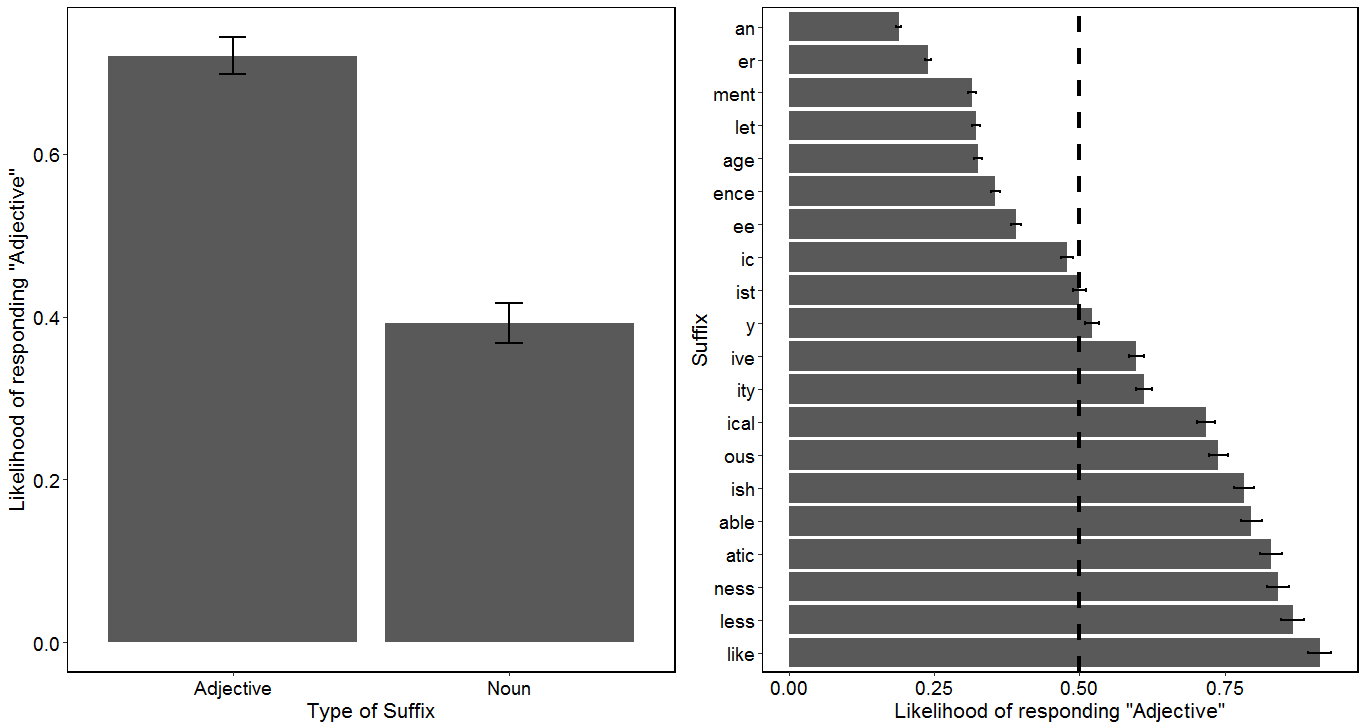 Likelihood of responding "Adjective"
0.6
0.4
0.2
0.0
Adjective
Noun
Type of Suffix
Suffix
an
er
ment
let
age
ence
ee
ic
ist
y
ive
ity
ical
ous
ish
able
atic
ness
less
like
0.00
0.25
0.50
0.75
Likelihood of responding "Adjective"